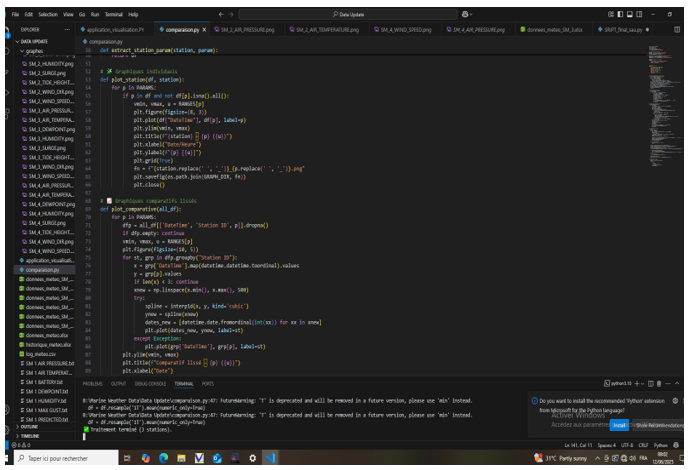 File Edit Selection View Go Run Terminal Help
Data Update
EXPLORER
application_visualisation.PY
comparaison.py
SM_2_AIR_PRESSURE.png
SM_2_AIR_TEMPERATURE.png
SM_4_WIND_SPEED.png
SM_4_AIR_PRESSURE.png
donnees_meteo_SM_3.xlsx
SRIPT_final_sau.py
DATA UPDATE
graphes
SM_2_HUMIDITY.png
SM_2_SURGE.png
SM_2_TIDE_HEIGHT...
SM_2_WIND_DIR.png
SM_2_WIND_SPEED...
SM_3_AIR_PRESSUR...
SM_3_AIR_TEMPERA...
SM_3_DEWPOINT.png
SM_3_HUMIDITY.png
SM_3_SURGE.png
SM_3_TIDE_HEIGHT...
SM_3_WIND_DIR.png
SM_3_WIND_SPEED...
SM_4_AIR_PRESSUR...
SM_4_AIR_TEMPERA...
SM_4_DEWPOINT.png
SM_4_HUMIDITY.png
SM_4_SURGE.png
SM_4_TIDE_HEIGHT...
SM_4_WIND_DIR.png
SM_4_WIND_SPEED...
application_visualisati...
comparaison.py
donnees_meteo_SM_...
donnees_meteo_SM_...
donnees_meteo_SM_...
donnees_meteo_SM_...
donnees_meteo.xlsx
historique_meteo.xlsx
log_meteo.csv
SM 1 AIR PRESSURE.txt
SM 1 AIR TEMPERAT...
SM 1 BATTERY.txt
SM 1 DEWPOINT.txt
SM 1 HUMIDITY.txt
SM 1 MAX GUST.txt
SM 1 PREDICTED.txt
OUTLINE
TIMELINE
comparaison.py
def extract_station_param(station, param):
# Graphiques individuels
def plot_station(df, station):
for p in PARAMS:
if p in df and not df[p].isna().all():
vmin, vmax, u = RANGES[p]
plt.figure(figsize=(8, 3))
plt.plot(df["DateTime"], df[p], label=p)
plt.ylim(vmin, vmax)
plt.title(f"{station} – {p} ({u})")
plt.xlabel("Date/Heure")
plt.ylabel(f"{p} [{u}]")
plt.grid(True)
fn = f"{station.replace(' ', '_')}_{p.replace(' ', '_')}.png"
plt.savefig(os.path.join(GRAPH_DIR, fn))
plt.close()
# Graphiques comparatifs lissés
def plot_comparative(all_df):
for p in PARAMS:
dfp = all_df[['DateTime', 'Station ID', p]].dropna()
if dfp.empty: continue
vmin, vmax, u = RANGES[p]
plt.figure(figsize=(10, 5))
for st, grp in dfp.groupby("Station ID"):
x = grp['DateTime'].map(datetime.datetime.toordinal).values
y = grp[p].values
if len(x) < 3: continue
xnew = np.linspace(x.min(), x.max(), 500)
try:
spline = interp1d(x, y, kind='cubic')
ynew = spline(xnew)
dates_new = [datetime.date.fromordinal(int(xx)) for xx in xnew]
plt.plot(dates_new, ynew, label=st)
except Exception:
plt.plot(grp['DateTime'], grp[p], label=st)
plt.ylim(vmin, vmax)
plt.title(f"Comparatif lissé – {p} ({u})")
plt.xlabel("Date")
PROBLEMS OUTPUT DEBUG CONSOLE TERMINAL PORTS
python3.10
D:\Marine Weather Data\Data Update\comparaison.py:47: FutureWarning: 'T' is deprecated and will be removed in a future version, please use 'min' instead.
df = df.resample('1T').mean(numeric_only=True)
D:\Marine Weather Data\Data Update\comparaison.py:47: FutureWarning: 'T' is deprecated and will be removed in a future version, please use 'min' instead.
df = df.resample('1T').mean(numeric_only=True)
Traitement terminé (3 stations).
Do you want to install the recommended 'Python' extension from Microsoft for the Python language?
Install
Show Recommendations
Activer Windows
Accédez aux paramètres
Ln 141, Col 11 Spaces: 4 UTF-8 CRLF Python
Taper ici pour rechercher
31°C Partly sunny
FRA
12/06/2025